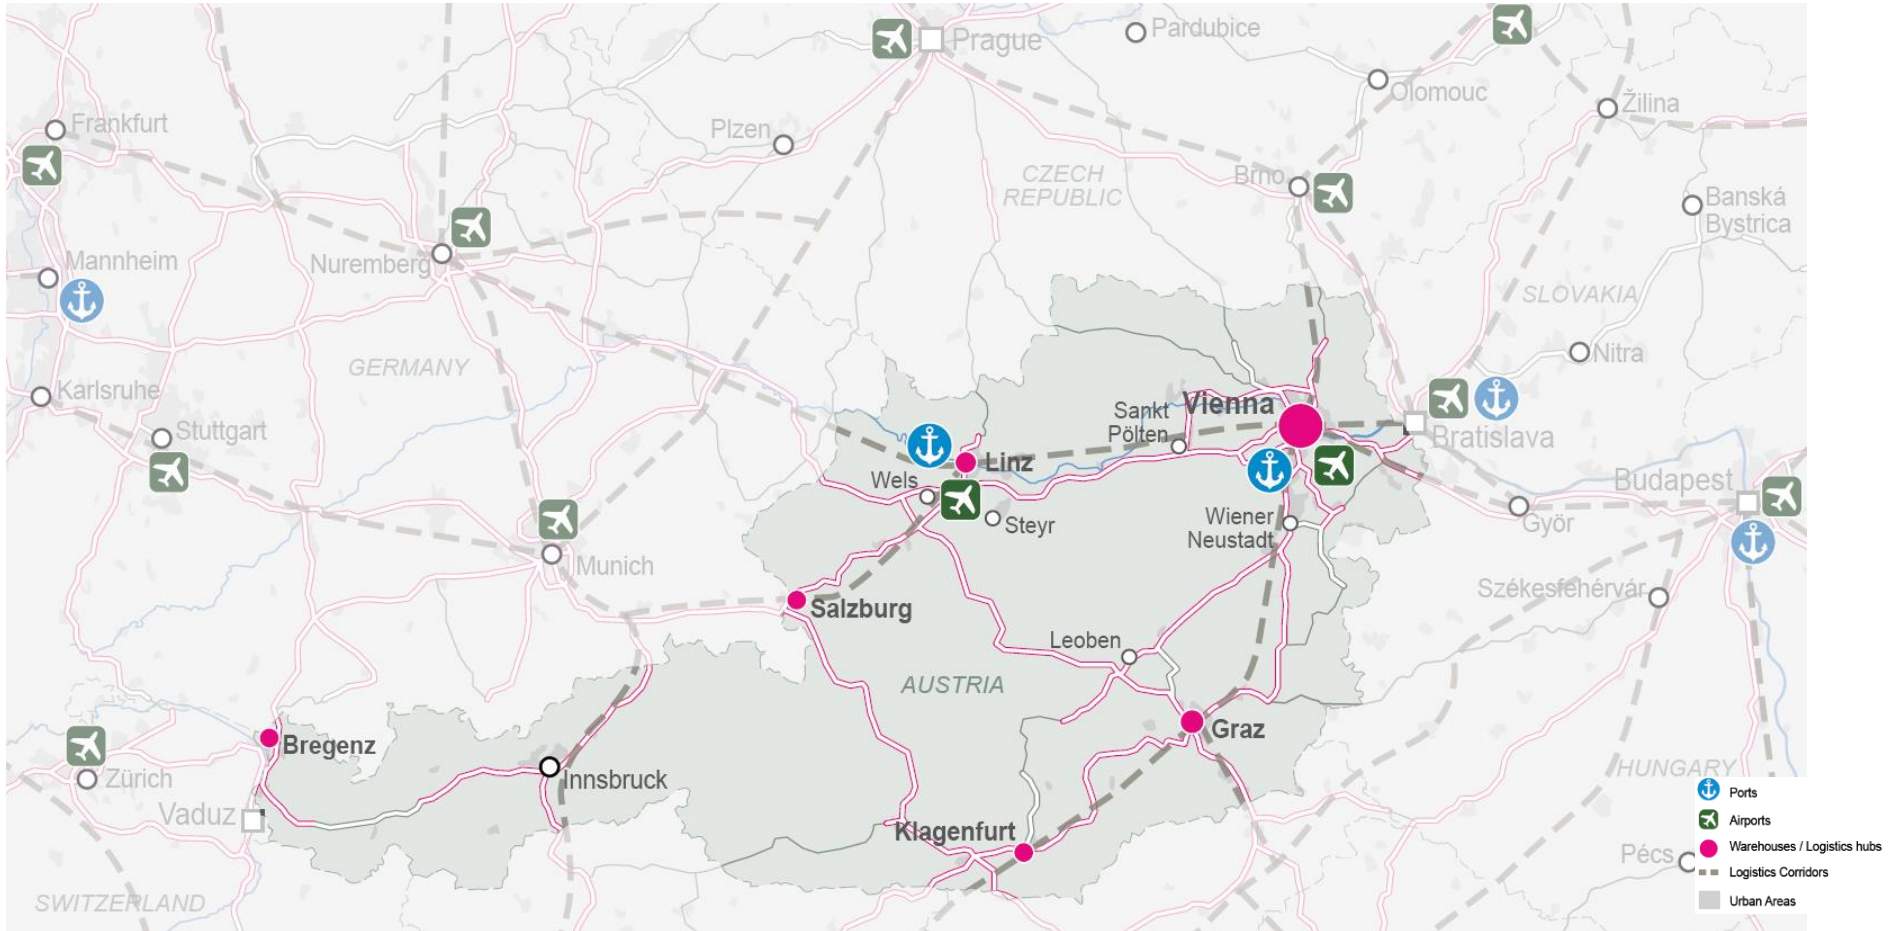 Prague
Pardubice
Olomouc
Žilina
Frankfurt
Plzen
CZECH
REPUBLIC
Brno
Banská
Bystrica
Mannheim
Nuremberg
SLOVAKIA
GERMANY
Nitra
Karlsruhe
Stuttgart
Sankt
Pölten
Vienna
Bratislava
Linz
Wels
Steyr
Budapest
Wiener
Neustadt
Györ
Munich
Székesfehérvár
Salzburg
Leoben
AUSTRIA
Bregenz
Graz
Zürich
Innsbruck
HUNGARY
Vaduz
Klagenfurt
Pécs
SWITZERLAND
Ports
Airports
Warehouses / Logistics hubs
Logistics Corridors
Urban Areas